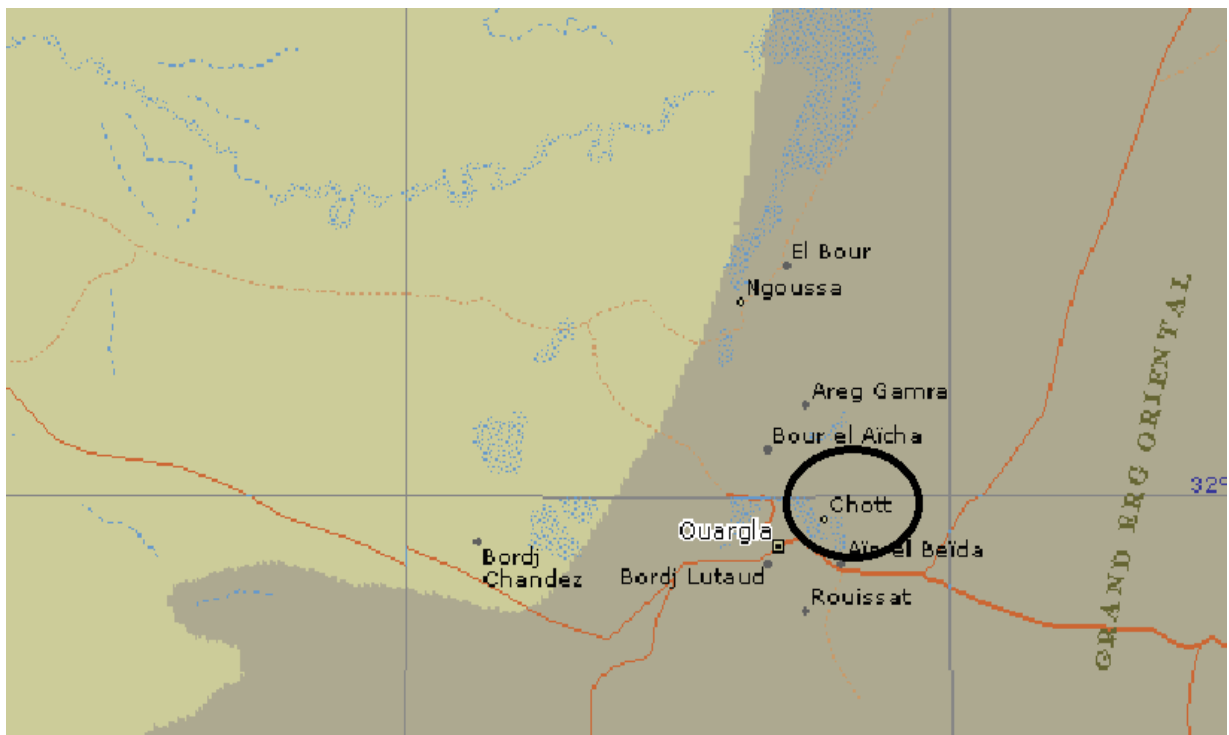 El Bour
Ngoussa
Areg Gamra
Bour el Aïcha
32°
Chott
Ouargla
Aïn el Beïda
Bordj
Chandez
Bordj Lutaud
Rouissat
GRAND ERG ORIENTAL